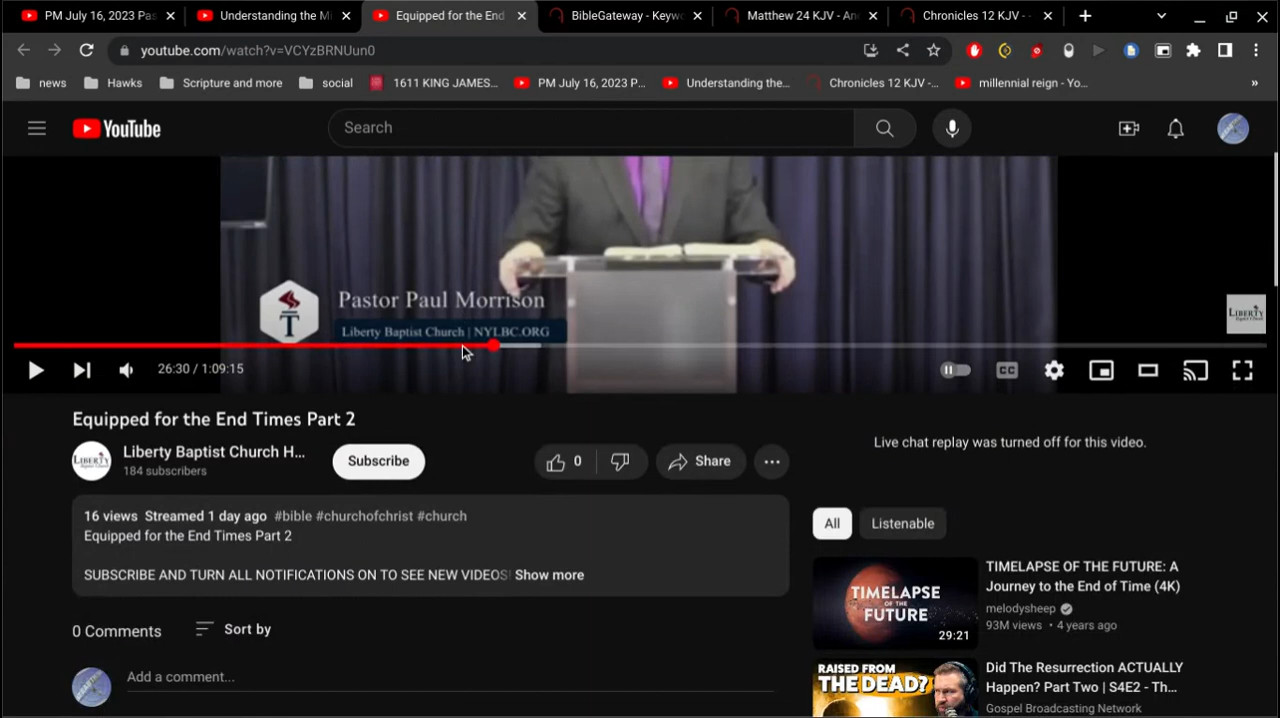 PM July 16, 2023 Pas
Understanding the Mi
Equipped for the End
BibleGateway - Keyw
Matthew 24 KJV - An
Chronicles 12 KJV -
youtube.com/watch?v=VCYzBRNUun0
news
Hawks
Scripture and more
social
1611 KING JAMES...
PM July 16, 2023 P...
Understanding the...
Chronicles 12 KJV -...
millennial reign - Yo...
»
YouTube
Search
Pastor Paul Morrison
Liberty Baptist Church | NYLBC.ORG
LIBERTY
26:30 / 1:09:15
CC
Equipped for the End Times Part 2
LIBERTY
Liberty Baptist Church H...
184 subscribers
Subscribe
0
Share
Live chat replay was turned off for this video.
16 views Streamed 1 day ago #bible #churchofchrist #church
Equipped for the End Times Part 2
SUBSCRIBE AND TURN ALL NOTIFICATIONS ON TO SEE NEW VIDEOS! Show more
All
Listenable
0 Comments
Sort by
Add a comment...
TIMELAPSE
OF THE
FUTURE
29:21
TIMELAPSE OF THE FUTURE: A
Journey to the End of Time (4K)
melodysheep
93M views • 4 years ago
RAISED FROM
THE DEAD?
Did The Resurrection ACTUALLY
Happen? Part Two | S4E2 - Th...
Gospel Broadcasting Network